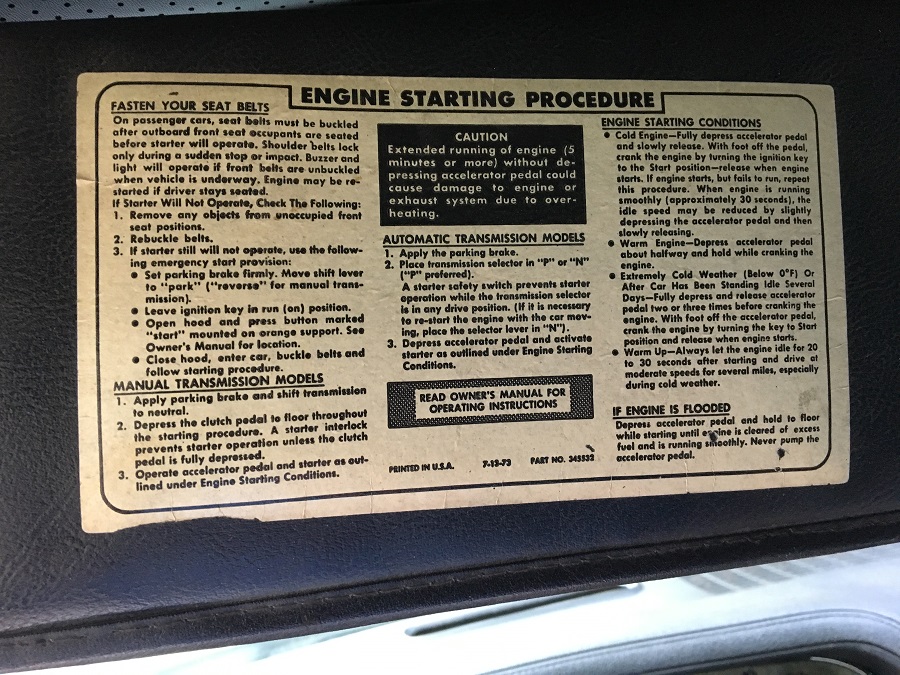 ENGINE STARTING PROCEDURE
FASTEN YOUR SEAT BELTS
On passenger cars, seat belts must be buckled
after outboard front seat occupants are seated
before starter will operate. Shoulder belts lock
only during a sudden stop or impact. Buzzer and
light will operate if front belts are unbuckled
when vehicle is underway. Engine may be re-
started if driver stays seated.
If Starter Will Not Operate, Check The Following:
1. Remove any objects from unoccupied front
seat positions.
2. Rebuckle belts.
3. If starter still will not operate, use the follow-
ing emergency start provision:
● Set parking brake firmly. Move shift lever
to "park" ("reverse" for manual trans-
mission).
● Leave ignition key in run (on) position.
● Open hood and press button marked
"start" mounted on orange support. See
Owner's Manual for location.
● Close hood, enter car, buckle belts and
follow starting procedure.
MANUAL TRANSMISSION MODELS
1. Apply parking brake and shift transmission
to neutral.
2. Depress the clutch pedal to floor throughout
the starting procedure. A starter interlock
prevents starter operation unless the clutch
pedal is fully depressed.
3. Operate accelerator pedal and starter as out-
lined under Engine Starting Conditions.
CAUTION
Extended running of engine (5
minutes or more) without de-
pressing accelerator pedal could
cause damage to engine or
exhaust system due to over-
heating.
AUTOMATIC TRANSMISSION MODELS
1. Apply the parking brake.
2. Place transmission selector in "P" or "N"
("P" preferred).
A starter safety switch prevents starter
operation while the transmission selector
is in any drive position. (If it is necessary
to re-start the engine with the car mov-
ing, place the selector lever in "N").
3. Depress accelerator pedal and activate
starter as outlined under Engine Starting
Conditions.
READ OWNER'S MANUAL FOR
OPERATING INSTRUCTIONS
PRINTED IN U.S.A. 7-13-73 PART NO. 345532
ENGINE STARTING CONDITIONS
● Cold Engine—Fully depress accelerator pedal
and slowly release. With foot off the pedal,
crank the engine by turning the ignition key
to the Start position—release when engine
starts. If engine starts, but fails to run, repeat
this procedure. When engine is running
smoothly (approximately 30 seconds), the
idle speed may be reduced by slightly
depressing the accelerator pedal and then
slowly releasing.
● Warm Engine—Depress accelerator pedal
about halfway and hold while cranking the
engine.
● Extremely Cold Weather (Below 0°F) Or
After Car Has Been Standing Idle Several
Days—Fully depress and release accelerator
pedal two or three times before cranking the
engine. With foot off the accelerator pedal,
crank the engine by turning the key to Start
position and release when engine starts.
● Warm Up—Always let the engine idle for 20
to 30 seconds after starting and drive at
moderate speeds for several miles, especially
during cold weather.
IF ENGINE IS FLOODED
Depress accelerator pedal and hold to floor
while starting until engine is cleared of excess
fuel and is running smoothly. Never pump the
accelerator pedal.